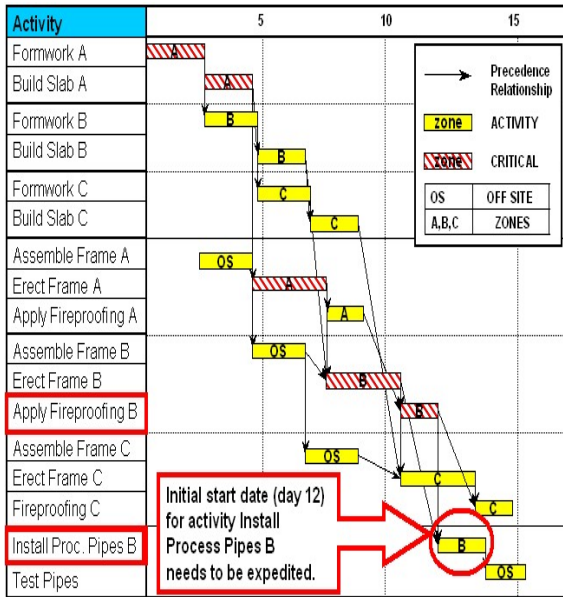 Activity
5
10
15
Formwork A
A
Build Slab A
A
Formwork B
B
Build Slab B
B
Formwork C
C
Build Slab C
C
Assemble Frame A
OS
Erect Frame A
A
Apply Fireproofing A
A
Assemble Frame B
OS
Erect Frame B
B
Apply Fireproofing B
B
Assemble Frame C
OS
Erect Frame C
C
Fireproofing C
C
Install Proc. Pipes B
B
Test Pipes
OS
Precedence
Relationship
zone ACTIVITY
zone CRITICAL
OS OFF SITE
A,B,C ZONES
Initial start date (day 12)
for activity Install
Process Pipes B
needs to be expedited.